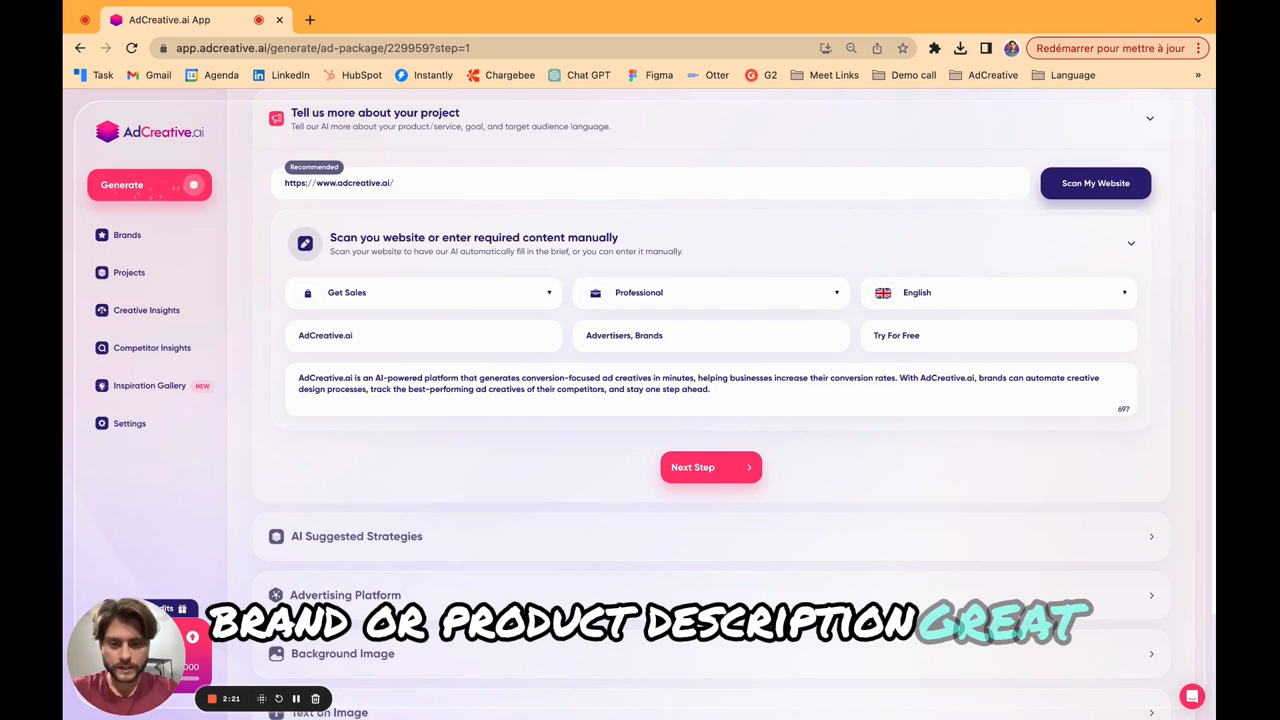 AdCreative.ai App
app.adcreative.ai/generate/ad-package/229959?step=1
Redémarrer pour mettre à jour
Task
Gmail
Agenda
LinkedIn
HubSpot
Instantly
Chargebee
Chat GPT
Figma
Otter
G2
Meet Links
Demo call
AdCreative
Language
»
AdCreative.ai
Generate
Brands
Projects
Creative Insights
Competitor Insights
Inspiration Gallery NEW
Settings
Tell us more about your project
Tell our AI more about your product/service, goal, and target audience language.
Recommended
https://www.adcreative.ai/
Scan My Website
Scan you website or enter required content manually
Scan your website to have our AI automatically fill in the brief, or you can enter it manually.
Get Sales
Professional
English
AdCreative.ai
Advertisers, Brands
Try For Free
AdCreative.ai is an AI-powered platform that generates conversion-focused ad creatives in minutes, helping businesses increase their conversion rates. With AdCreative.ai, brands can automate creative
design processes, track the best-performing ad creatives of their competitors, and stay one step ahead.
697
Next Step
AI Suggested Strategies
Advertising Platform
BRAND OR PRODUCT DESCRIPTION GREAT
Background Image
Text on Image
2:21